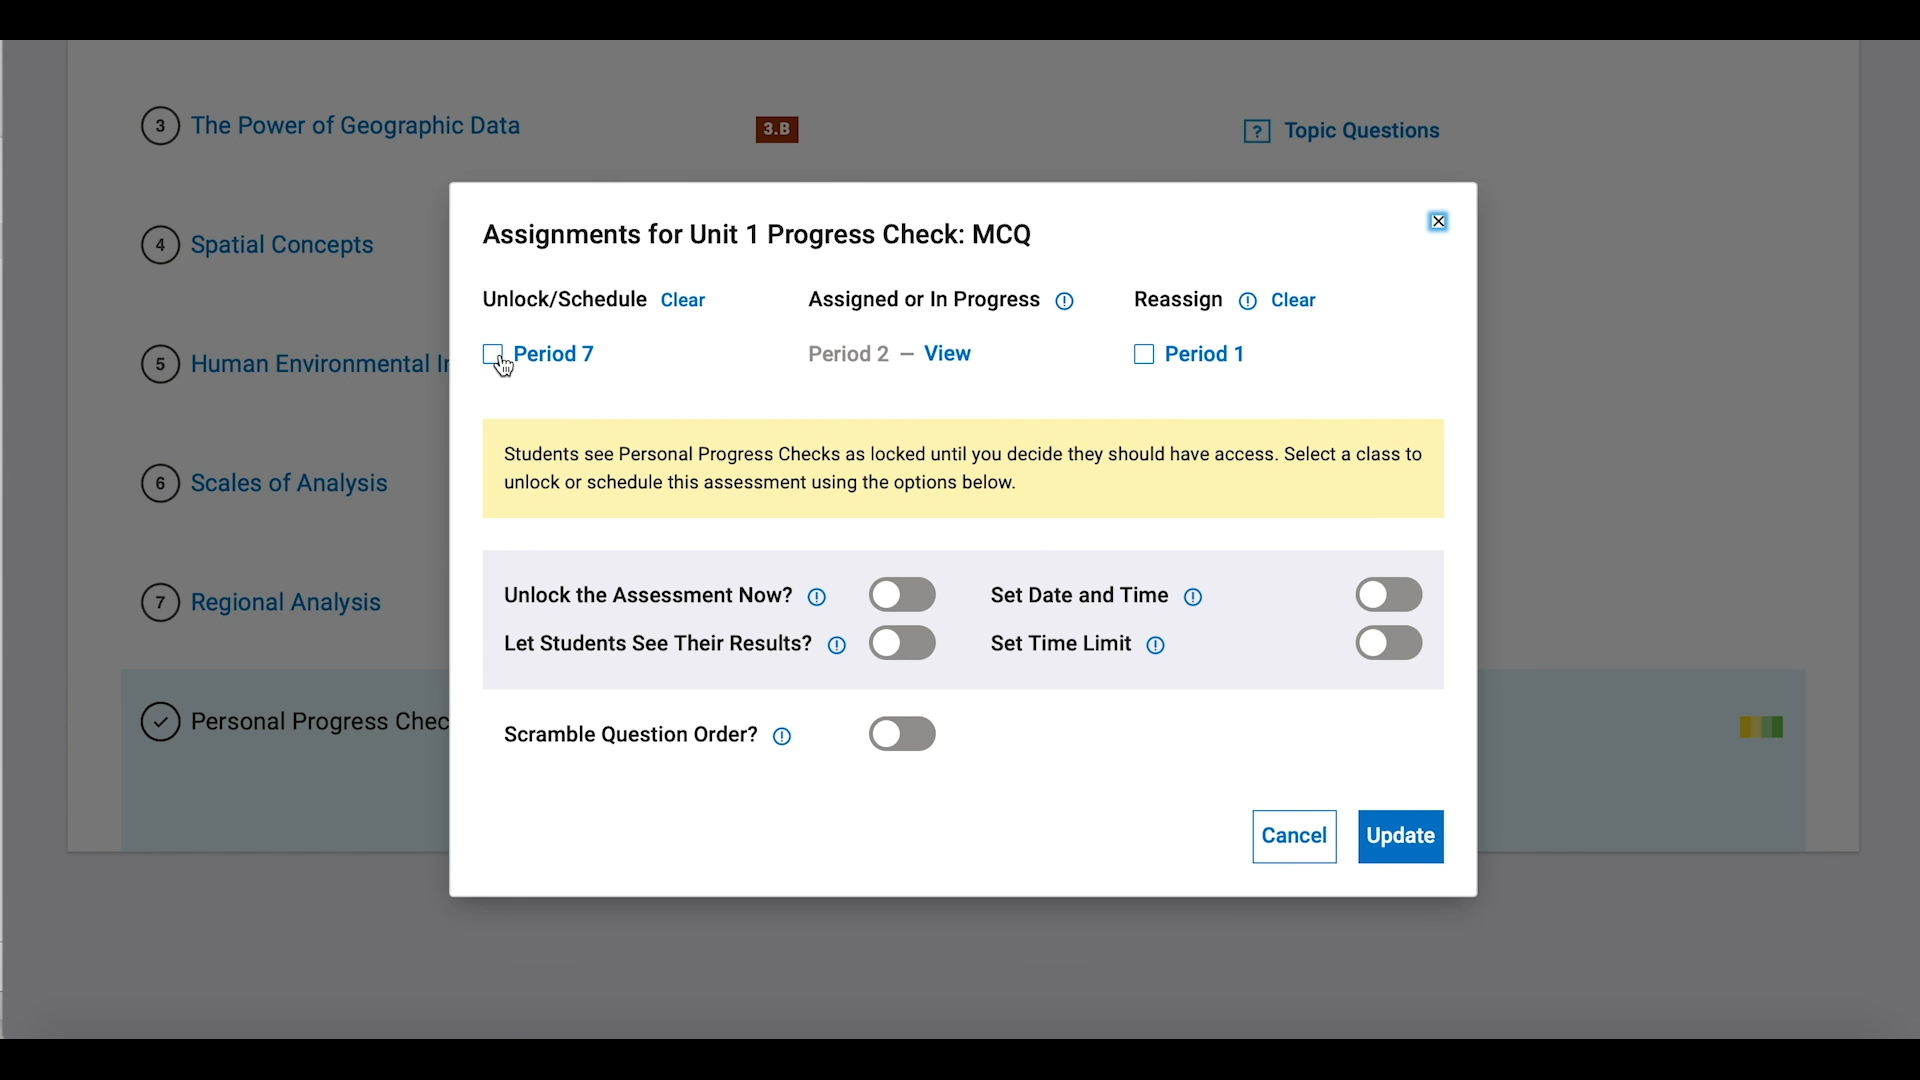 3 The Power of Geographic Data 3.B ? Topic Questions
4 Spatial Concepts
5 Human Environmental
6 Scales of Analysis
7 Regional Analysis
Personal Progress Chec
Assignments for Unit 1 Progress Check: MCQ
Unlock/Schedule Clear Assigned or In Progress Reassign Clear
Period 7 Period 2 – View Period 1
Students see Personal Progress Checks as locked until you decide they should have access. Select a class to
unlock or schedule this assessment using the options below.
Unlock the Assessment Now? Set Date and Time
Let Students See Their Results? Set Time Limit
Scramble Question Order?
Cancel Update